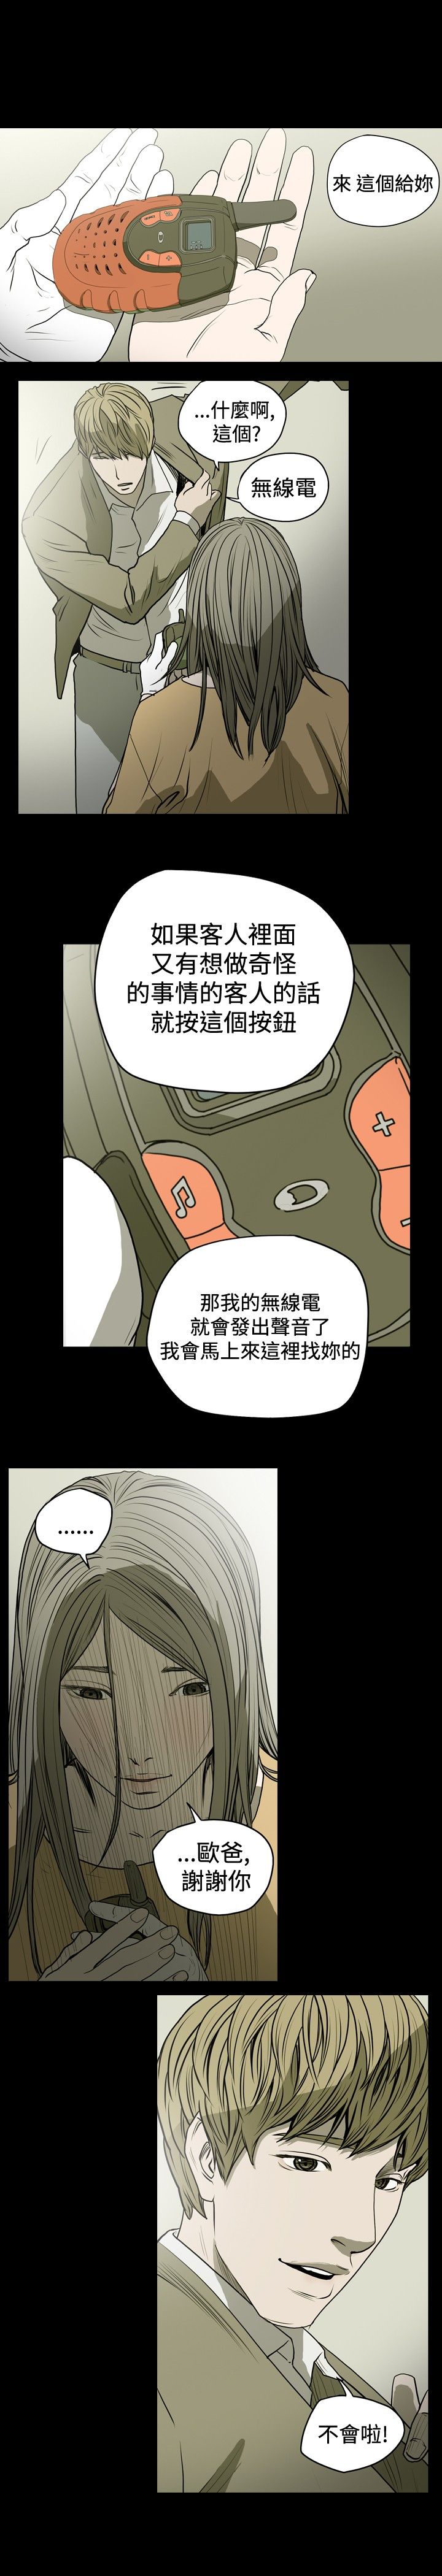 來 這個給妳
...什麼啊,
這個?
無線電
如果客人裡面
又有想做奇怪
的事情的客人的話
就按這個按鈕
那我的無線電
就會發出聲音了
我會馬上來這裡找妳的
......
...歐爸,
謝謝你
不會啦!